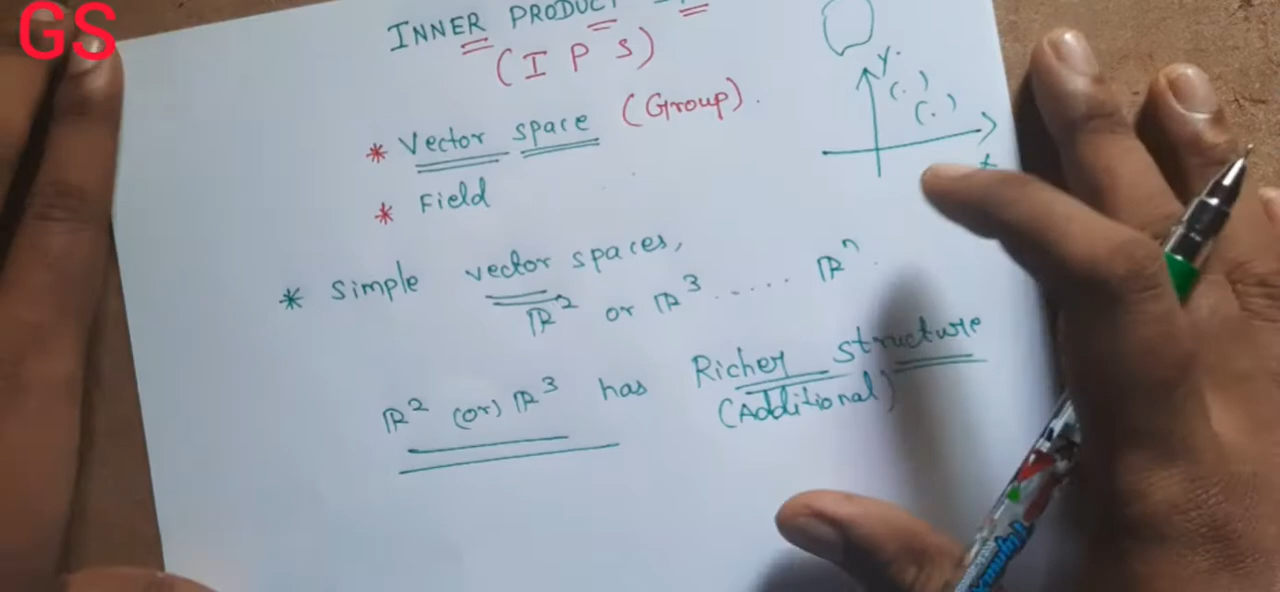 GS
INNER PRODUCT
(I P S)
Y.
(.)
(.)
* Vector space (Group).
* Field
* Simple vector spaces,
ℝ² or ℝ³ ..... ℝⁿ.
ℝ² (or) ℝ³ has Richer structure
(Additional)